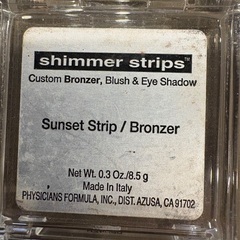 shimmer strips™
Custom Bronzer, Blush & Eye Shadow
Sunset Strip / Bronzer
Net Wt. 0.3 Oz./8.5 g
Made In Italy
PHYSICIANS FORMULA, INC., DIST. AZUSA, CA 91702